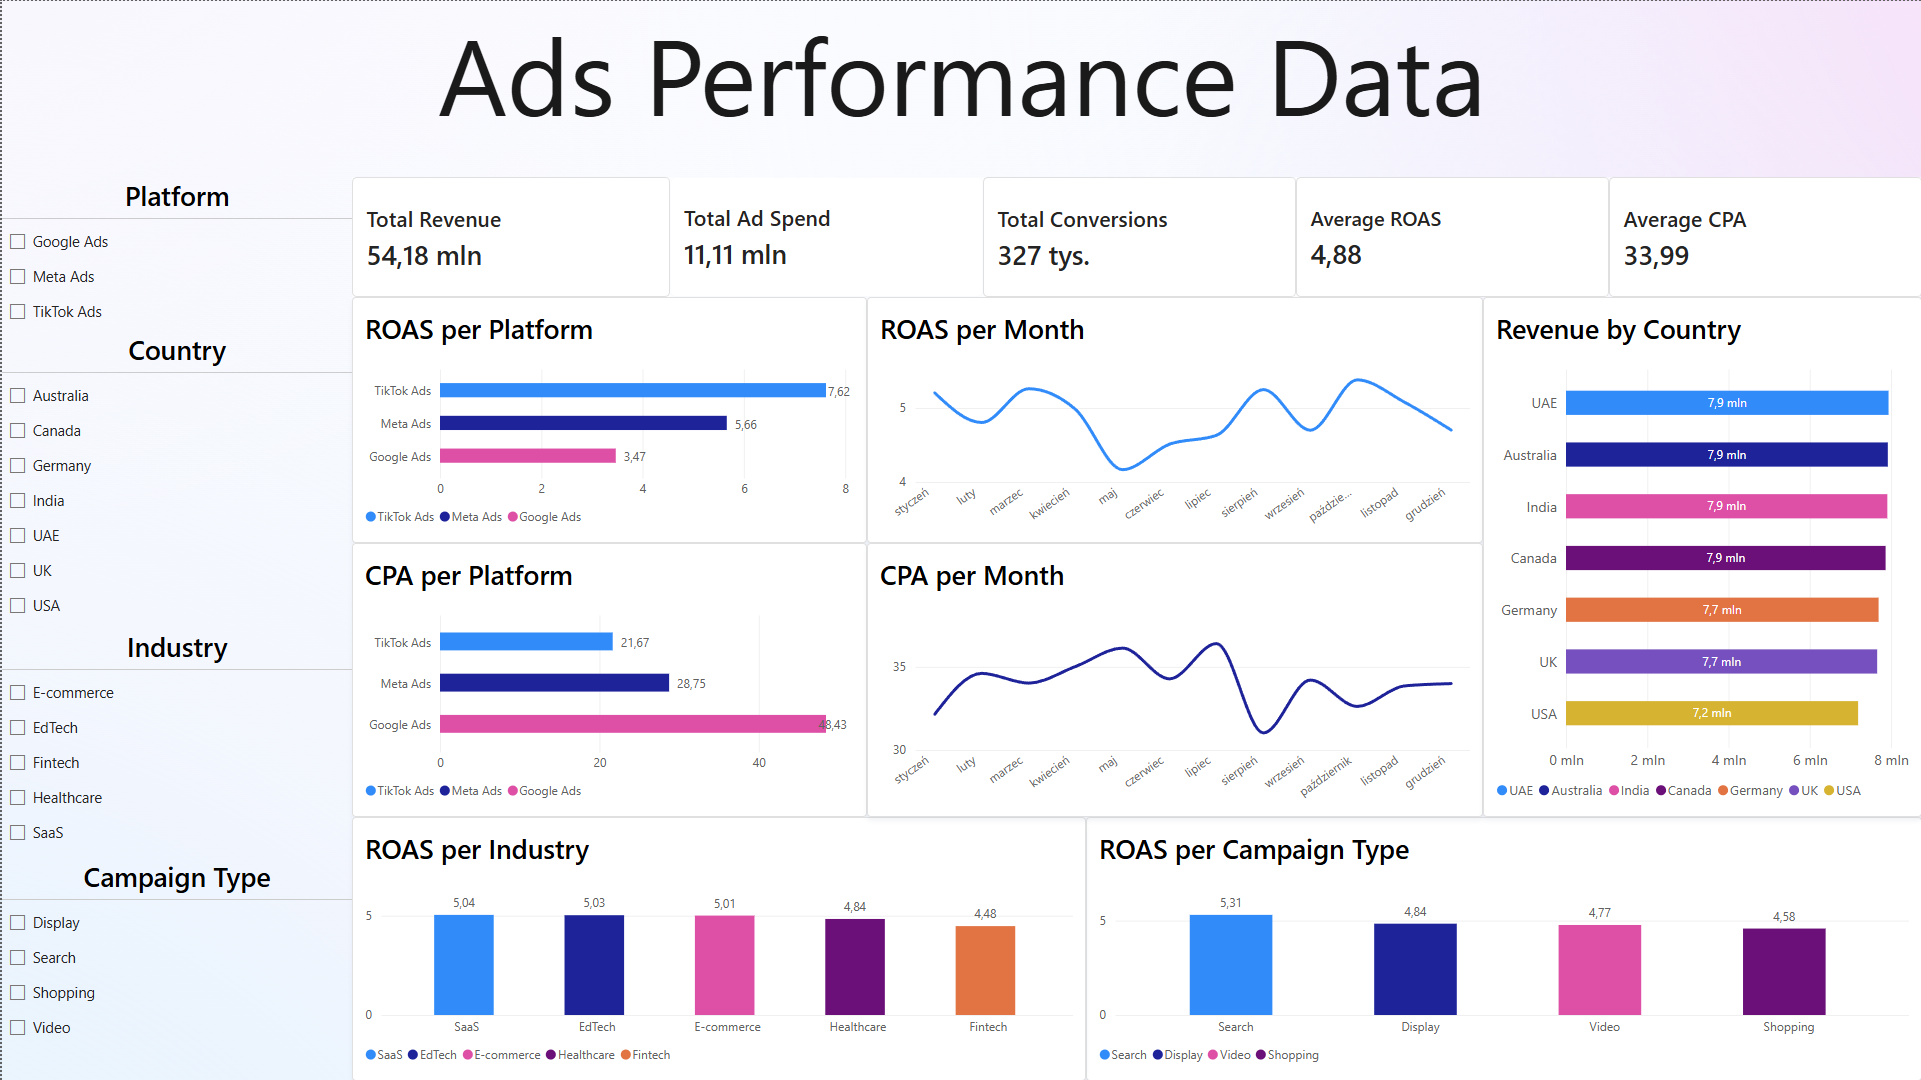 Ads Performance Data
Platform
Google Ads
Meta Ads
TikTok Ads
Country
Australia
Canada
Germany
India
UAE
UK
USA
Industry
E-commerce
EdTech
Fintech
Healthcare
SaaS
Campaign Type
Display
Search
Shopping
Video
Total Revenue
54,18 mln
Total Ad Spend
11,11 mln
Total Conversions
327 tys.
Average ROAS
4,88
Average CPA
33,99
ROAS per Platform
TikTok Ads 7,62
Meta Ads 5,66
Google Ads 3,47
0 2 4 6 8
TikTok Ads Meta Ads Google Ads
ROAS per Month
5
4
styczeń luty marzec kwiecień maj czerwiec lipiec sierpień wrzesień paździe... listopad grudzień
Revenue by Country
UAE 7,9 mln
Australia 7,9 mln
India 7,9 mln
Canada 7,9 mln
Germany 7,7 mln
UK 7,7 mln
USA 7,2 mln
0 mln 2 mln 4 mln 6 mln 8 mln
UAE Australia India Canada Germany UK USA
CPA per Platform
TikTok Ads 21,67
Meta Ads 28,75
Google Ads 48,43
0 20 40
TikTok Ads Meta Ads Google Ads
CPA per Month
35
30
styczeń luty marzec kwiecień maj czerwiec lipiec sierpień wrzesień październik listopad grudzień
ROAS per Industry
5,04 5,03 5,01 4,84 4,48
5
0
SaaS EdTech E-commerce Healthcare Fintech
SaaS EdTech E-commerce Healthcare Fintech
ROAS per Campaign Type
5,31 4,84 4,77 4,58
5
0
Search Display Video Shopping
Search Display Video Shopping